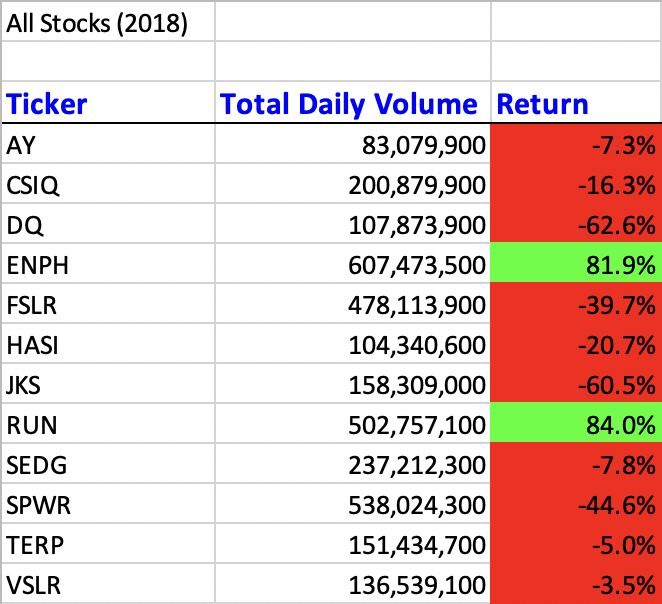 All Stocks (2018)
Ticker Total Daily Volume Return
AY 83,079,900 -7.3%
CSIQ 200,879,900 -16.3%
DQ 107,873,900 -62.6%
ENPH 607,473,500 81.9%
FSLR 478,113,900 -39.7%
HASI 104,340,600 -20.7%
JKS 158,309,000 -60.5%
RUN 502,757,100 84.0%
SEDG 237,212,300 -7.8%
SPWR 538,024,300 -44.6%
TERP 151,434,700 -5.0%
VSLR 136,539,100 -3.5%